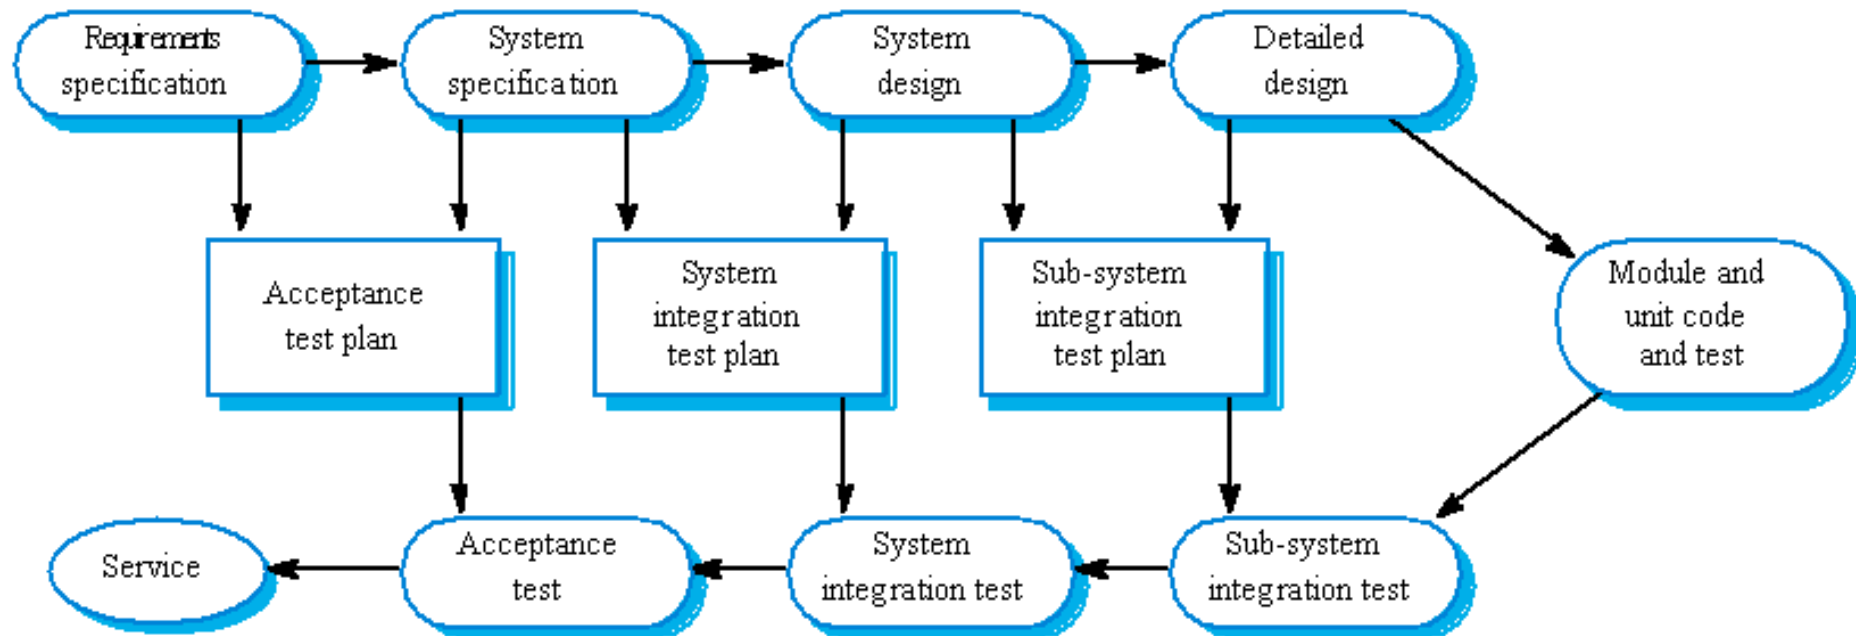 Requirements
specification
System
specification
System
design
Detailed
design
Acceptance
test plan
System
integration
test plan
Sub-system
integration
test plan
Module and
unit code
and test
Service
Acceptance
test
System
integration test
Sub-system
integration test